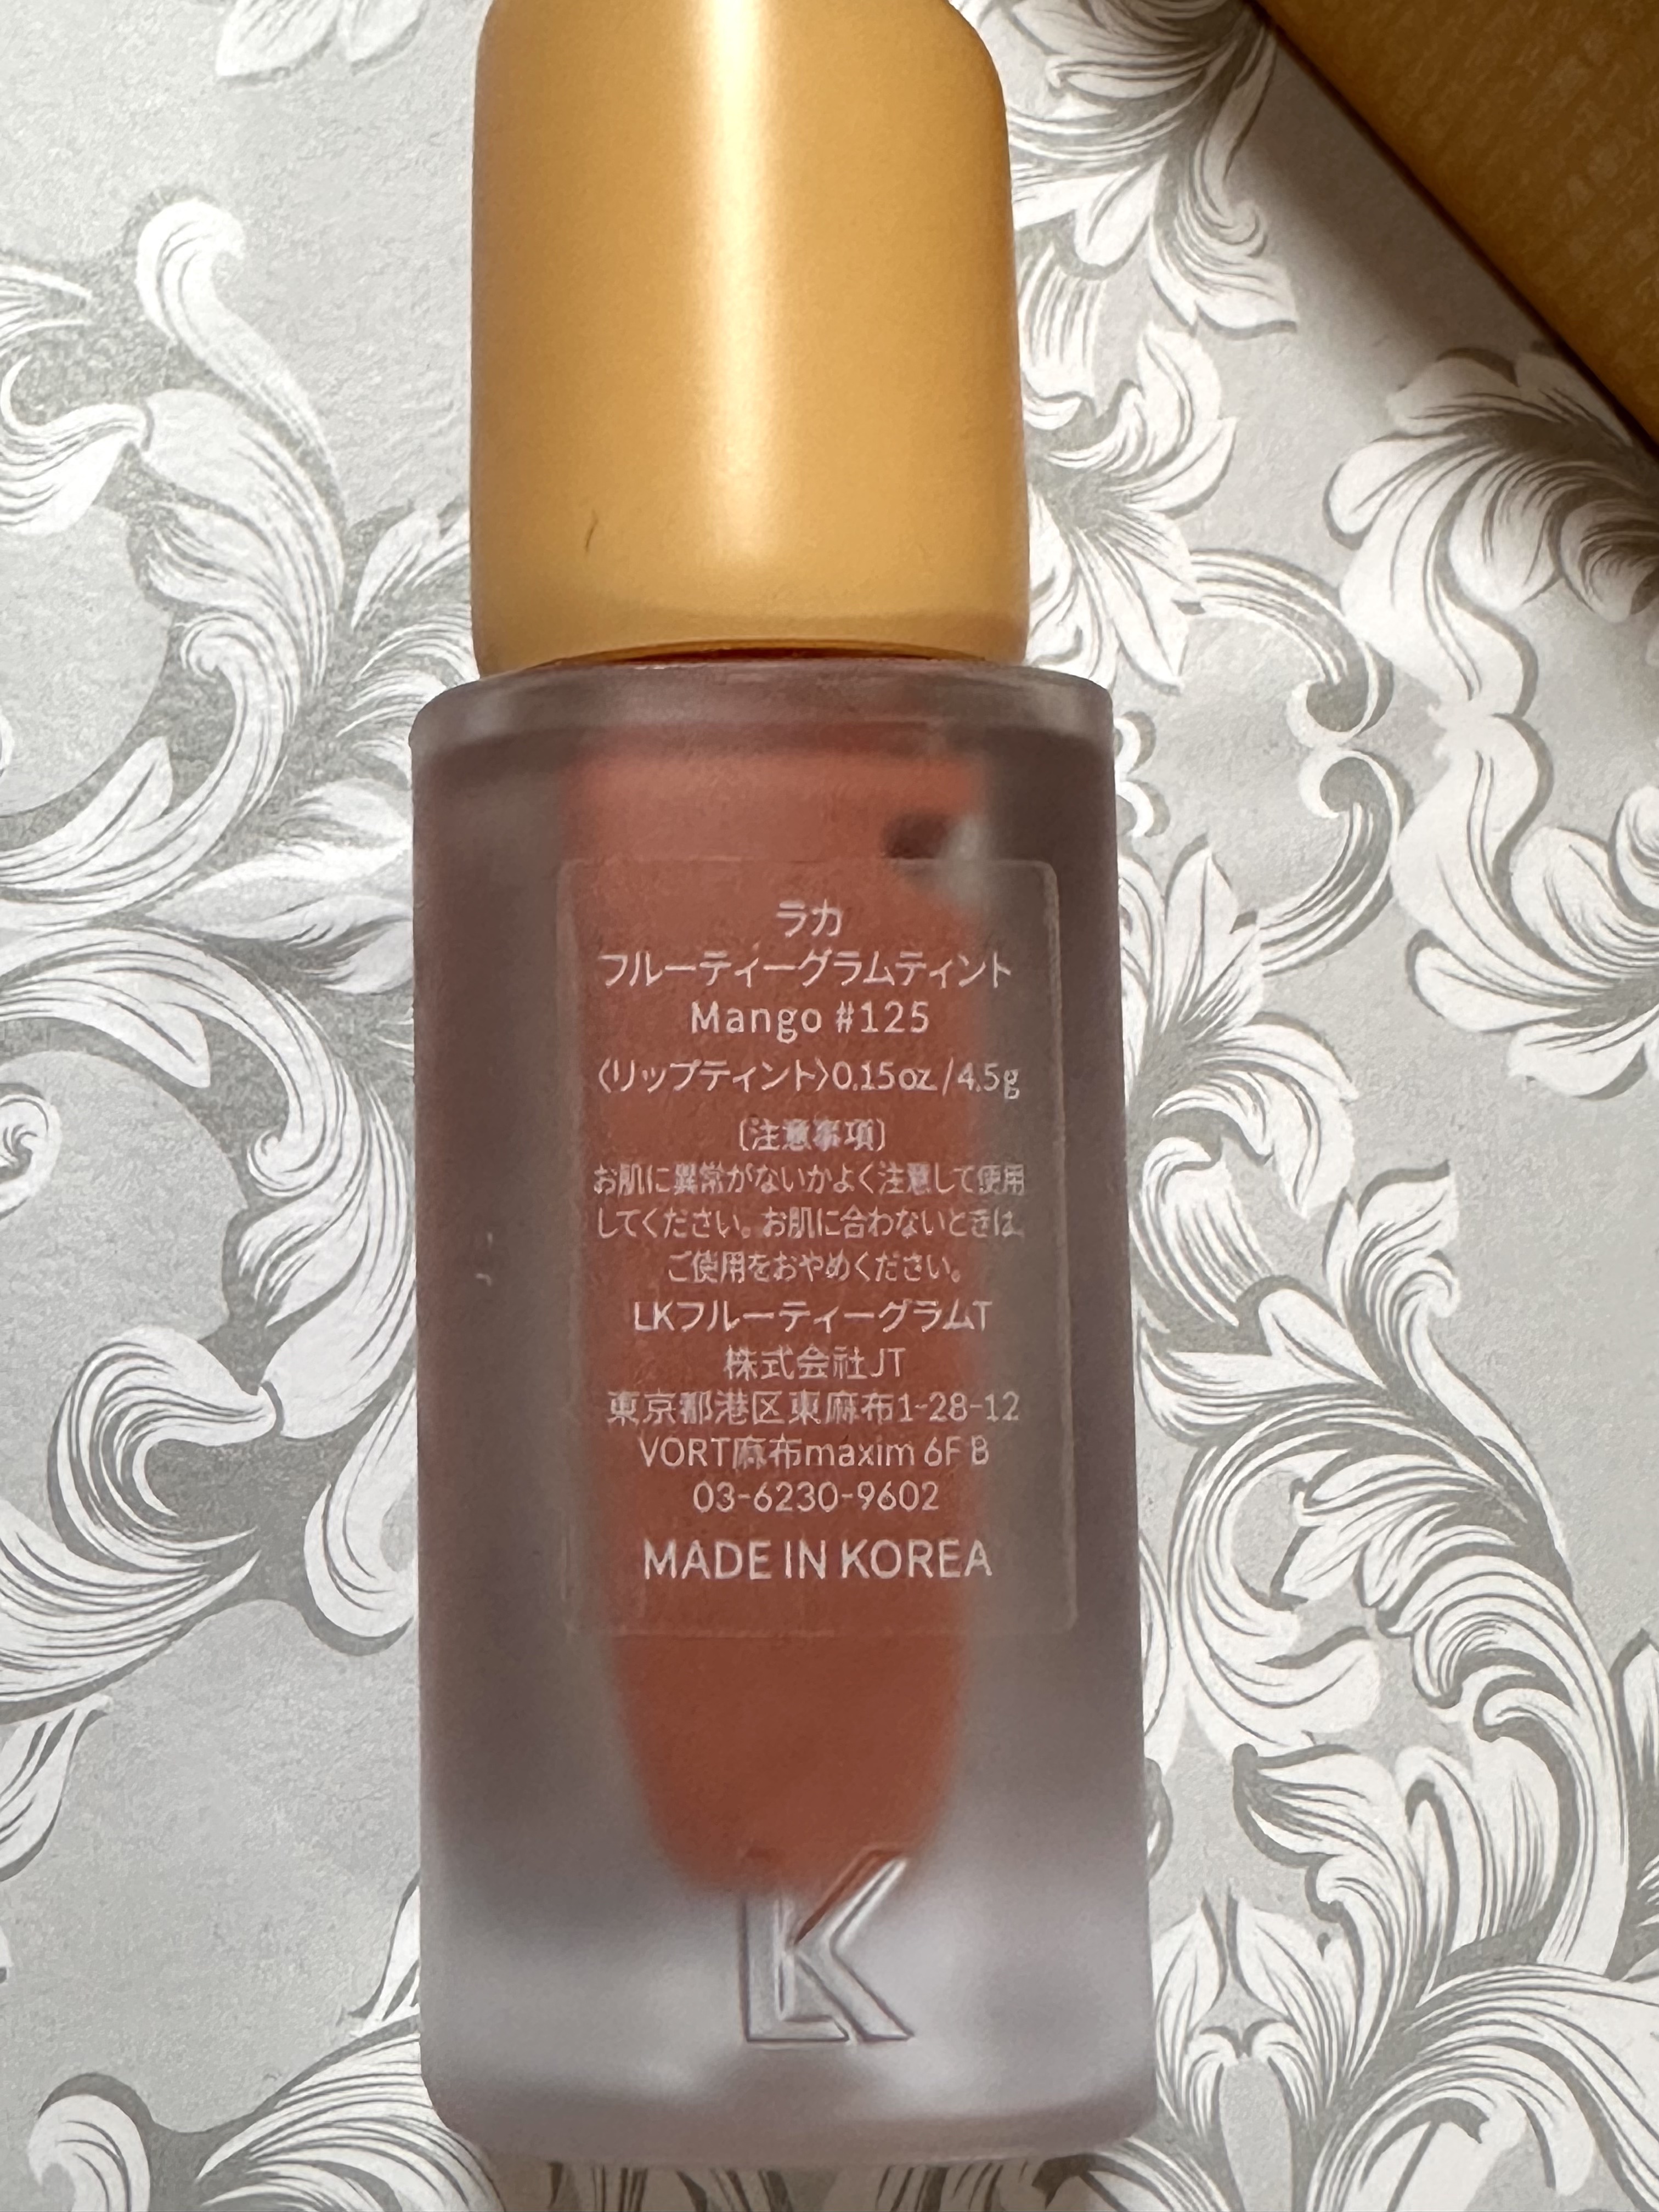 ラカ
フルーティーグラムティント
Mango #125
〈リップティント〉0.15oz./4.5g
〔注意事項〕
お肌に異常がないかよく注意して使用
してください。お肌に合わないときは、
ご使用をおやめください。
LKフルーティーグラムT
株式会社JT
東京都港区東麻布1-28-12
VORT麻布maxim 6F B
03-6230-9602
MADE IN KOREA
LK